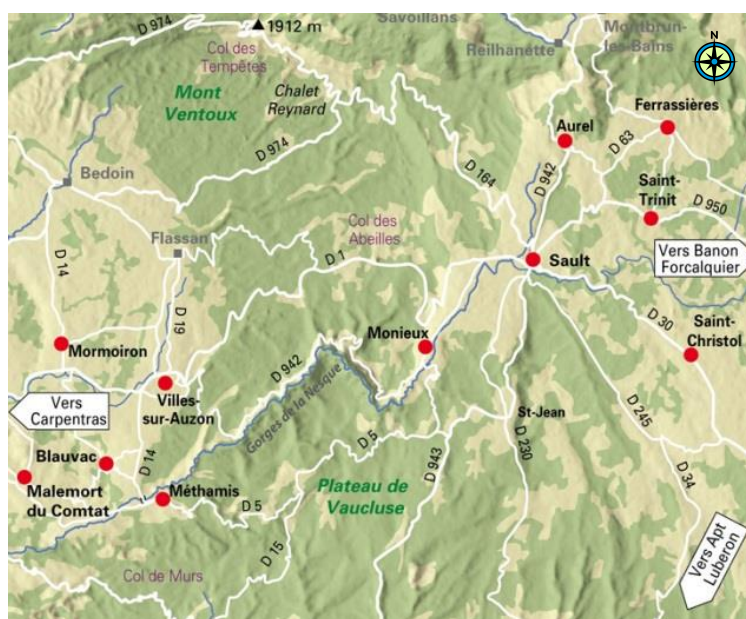 D 974
1912 m
Savoillans
Montbrun-
les-Bains
N
Reilhanette
Col des
Tempêtes
Mont
Ventoux
Chalet
Reynard
Ferrassières
Aurel
D 63
D 974
D 942
D 164
Bedoin
Saint-
Trinit
D 950
Col des
Abeilles
Flassan
D 1
Sault
Vers Banon
Forcalquier
D 14
D 19
D 30
Saint-
Christol
Mormoiron
Monieux
D 942
Gorges de la Nesque
Villes-
sur-Auzon
Vers
Carpentras
St-Jean
D 245
D 5
D 943
D 230
Blauvac
D 14
D 34
Malemort
du Comtat
Méthamis
D 5
Plateau de
Vaucluse
D 15
Col de Murs
Vers Apt
Luberon